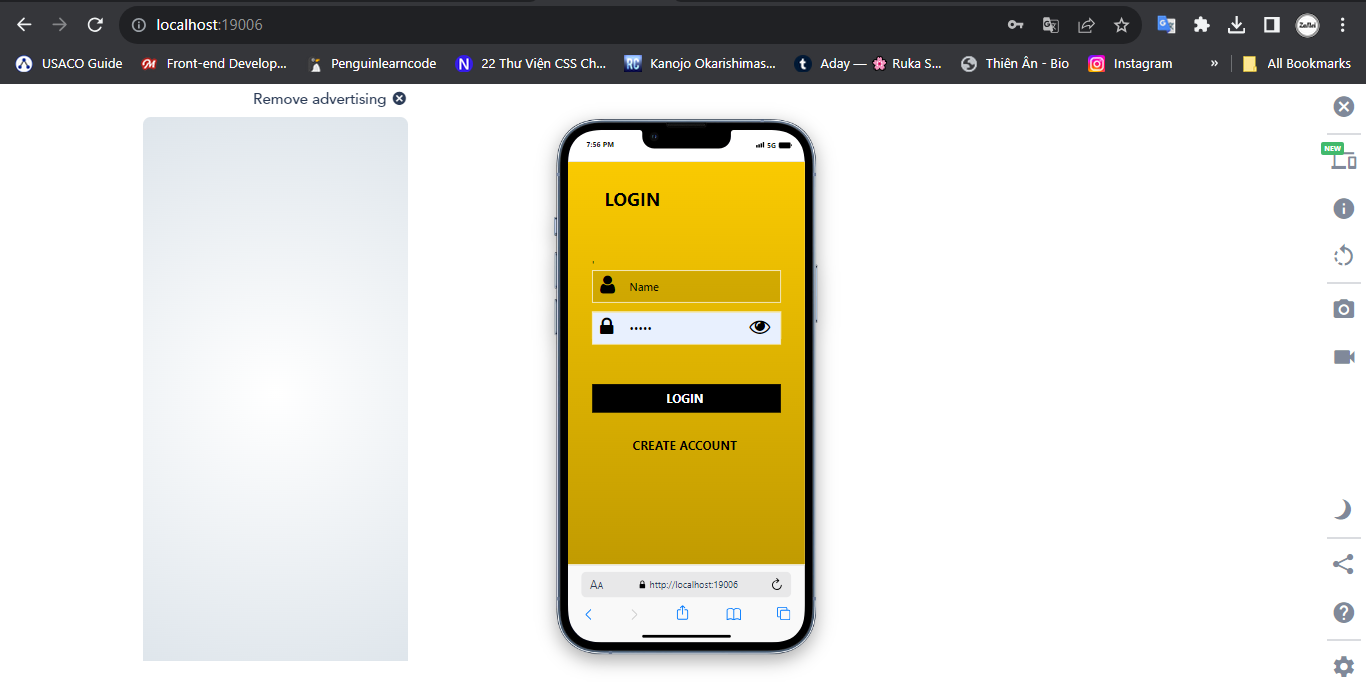 localhost:19006
USACO Guide
Front-end Develop...
Penguinlearncode
N
22 Thư Viện CSS Ch...
RC
Kanojo Okarishimas...
t
Aday — 🌸 Ruka S...
Thiên Ân - Bio
Instagram
»
All Bookmarks
Remove advertising
NEW
7:56 PM
5G
LOGIN
'
Name
•••••
LOGIN
CREATE ACCOUNT
AA
http://localhost:19006